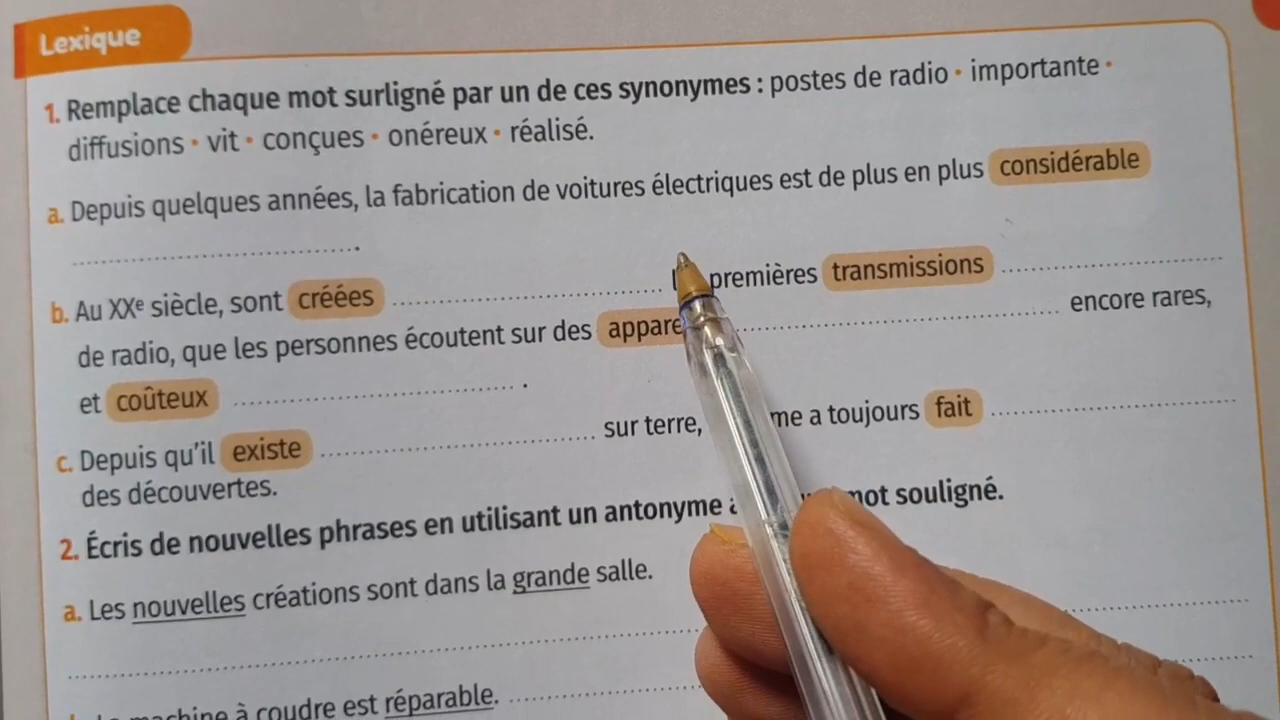 Lexique
1. Remplace chaque mot surligné par un de ces synonymes : postes de radio • importante •
diffusions • vit • conçues • onéreux • réalisé.
a. Depuis quelques années, la fabrication de voitures électriques est de plus en plus considérable
.
b. Au XXe siècle, sont créées premières transmissions
de radio, que les personnes écoutent sur des encore rares,
et coûteux .
c. Depuis qu'il existe sur terre, a toujours fait
des découvertes.
2. Écris de nouvelles phrases en utilisant un antonyme mot souligné.
a. Les nouvelles créations sont dans la grande salle.
machine à coudre est réparable.